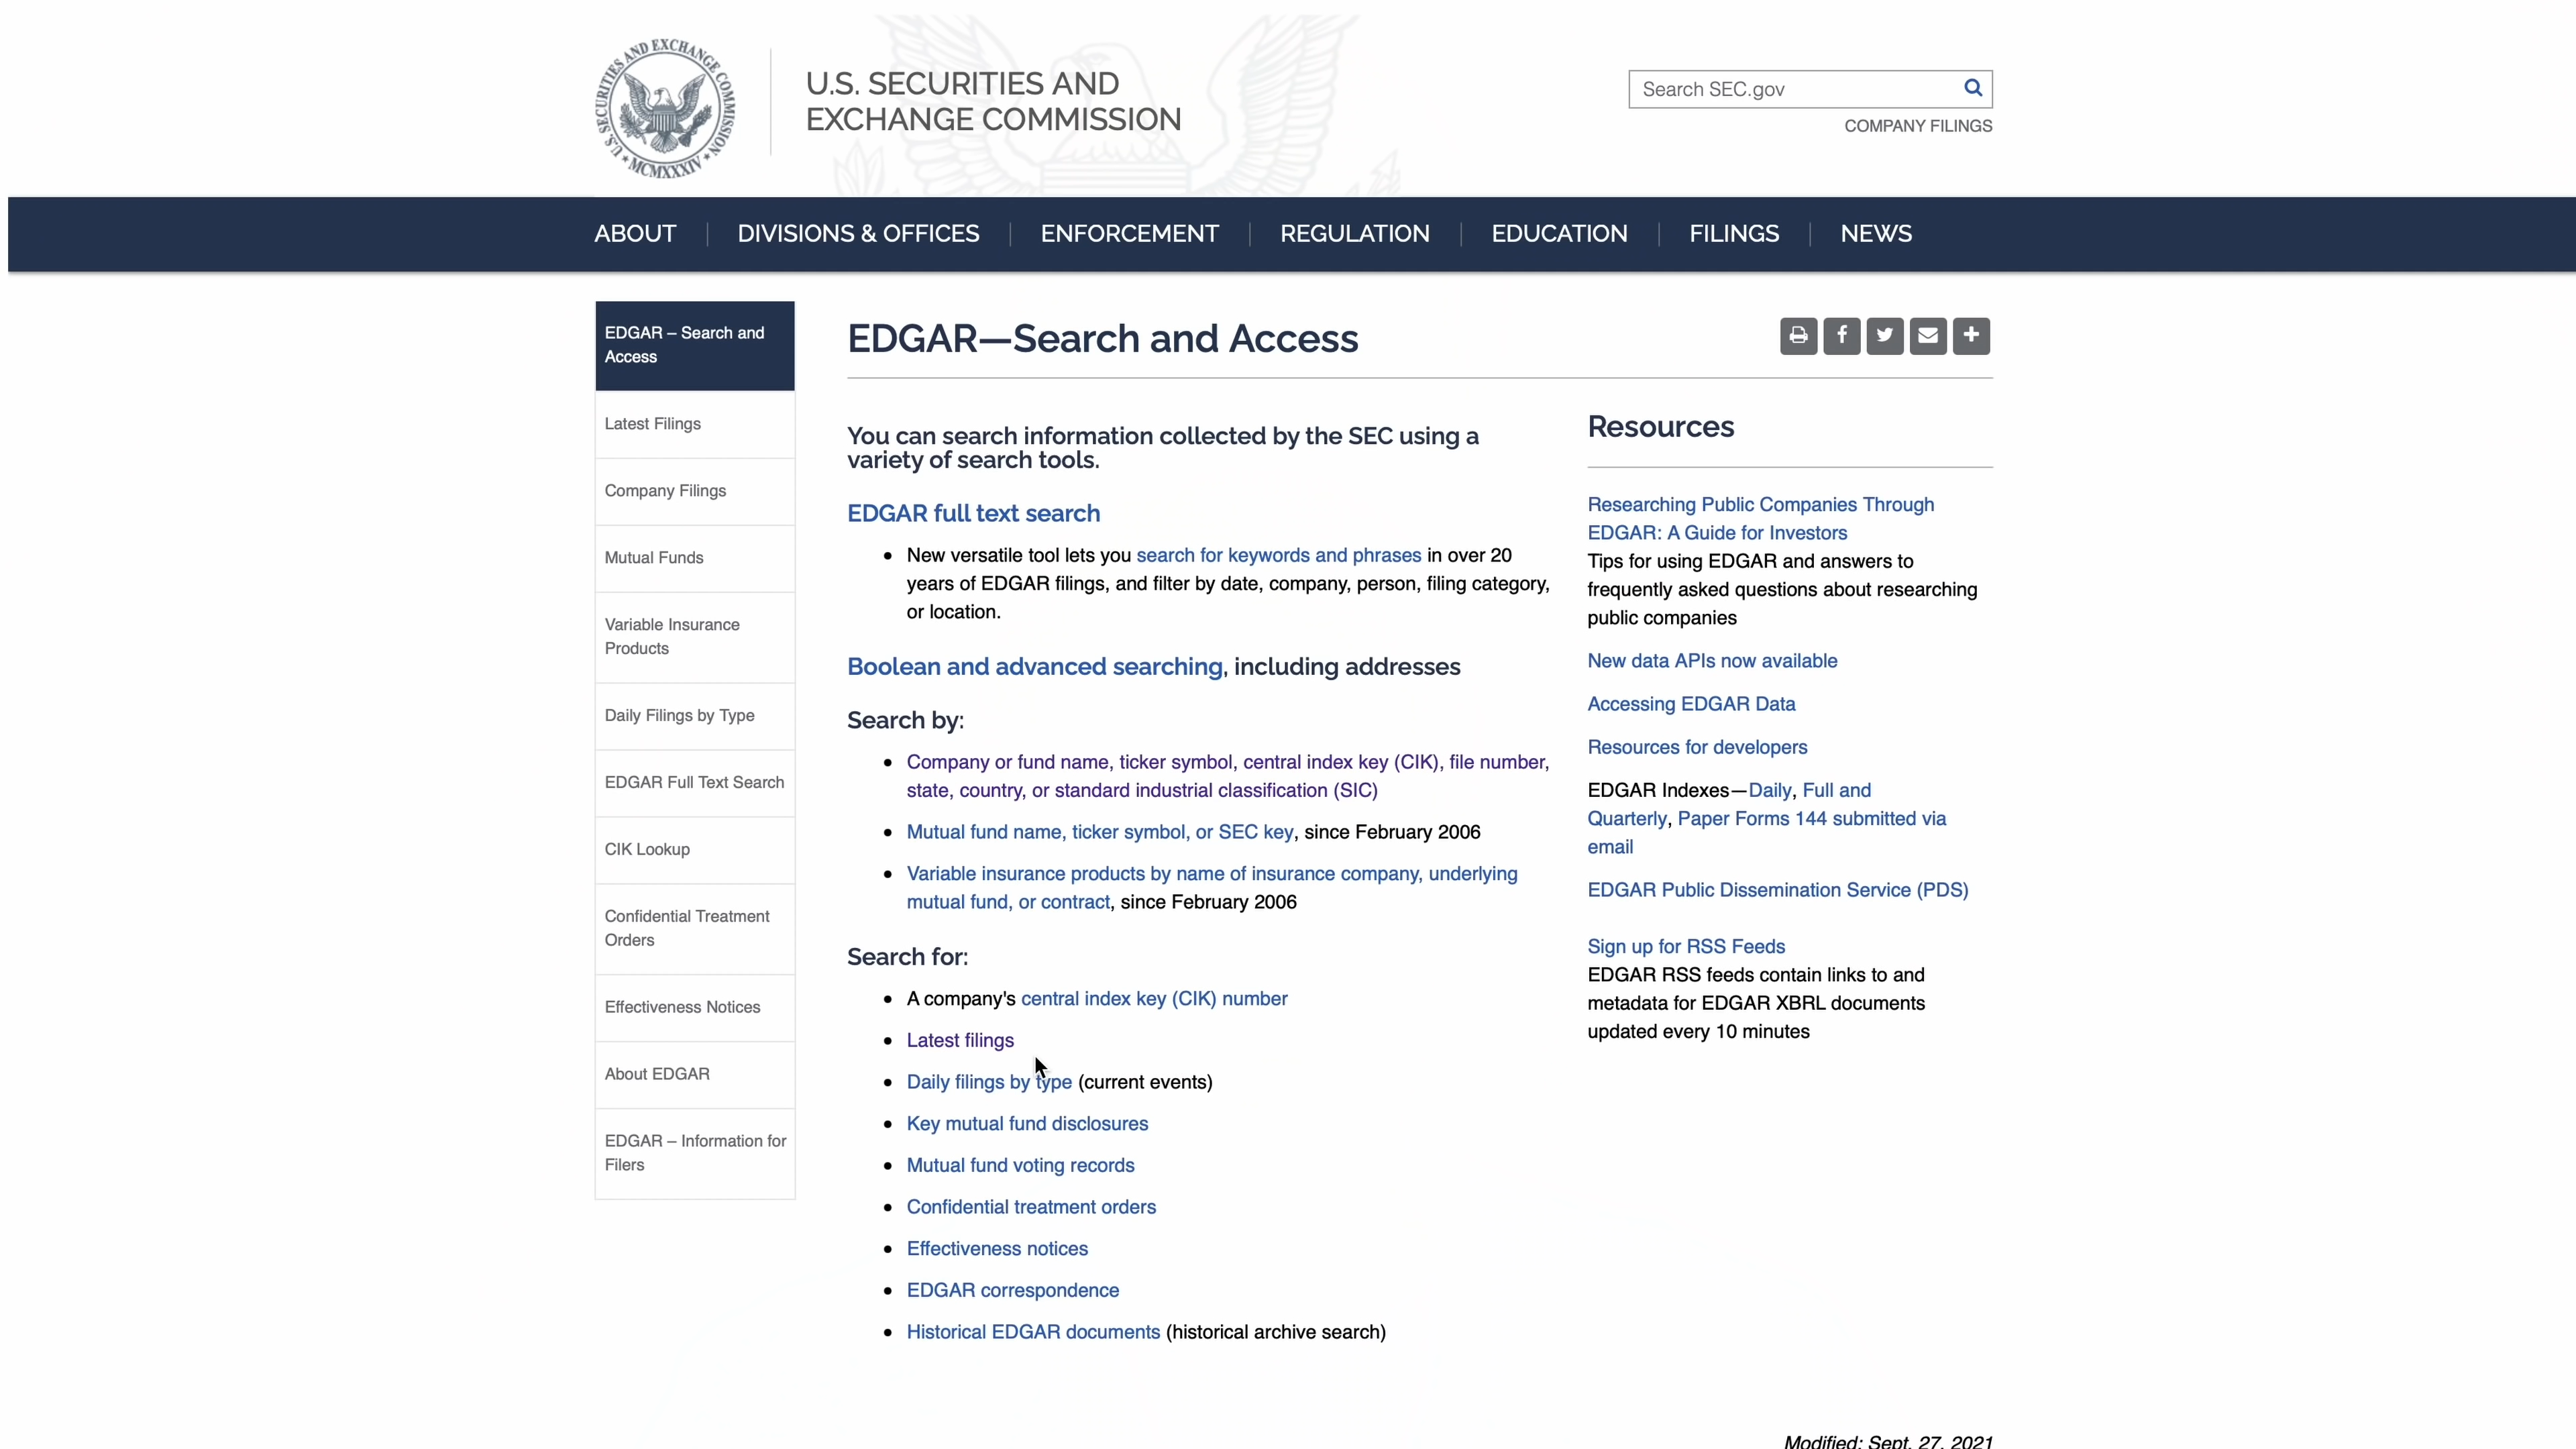 U.S. SECURITIES AND EXCHANGE COMMISSION
MCMXXXIV
U.S. SECURITIES AND
EXCHANGE COMMISSION
Search SEC.gov
COMPANY FILINGS
ABOUT
DIVISIONS & OFFICES
ENFORCEMENT
REGULATION
EDUCATION
FILINGS
NEWS
EDGAR – Search and
Access
Latest Filings
Company Filings
Mutual Funds
Variable Insurance
Products
Daily Filings by Type
EDGAR Full Text Search
CIK Lookup
Confidential Treatment
Orders
Effectiveness Notices
About EDGAR
EDGAR – Information for
Filers
EDGAR—Search and Access
You can search information collected by the SEC using a
variety of search tools.
EDGAR full text search
• New versatile tool lets you search for keywords and phrases in over 20
years of EDGAR filings, and filter by date, company, person, filing category,
or location.
Boolean and advanced searching, including addresses
Search by:
• Company or fund name, ticker symbol, central index key (CIK), file number,
state, country, or standard industrial classification (SIC)
• Mutual fund name, ticker symbol, or SEC key, since February 2006
• Variable insurance products by name of insurance company, underlying
mutual fund, or contract, since February 2006
Search for:
• A company's central index key (CIK) number
• Latest filings
• Daily filings by type (current events)
• Key mutual fund disclosures
• Mutual fund voting records
• Confidential treatment orders
• Effectiveness notices
• EDGAR correspondence
• Historical EDGAR documents (historical archive search)
Resources
Researching Public Companies Through
EDGAR: A Guide for Investors
Tips for using EDGAR and answers to
frequently asked questions about researching
public companies
New data APIs now available
Accessing EDGAR Data
Resources for developers
EDGAR Indexes—Daily, Full and
Quarterly, Paper Forms 144 submitted via
email
EDGAR Public Dissemination Service (PDS)
Sign up for RSS Feeds
EDGAR RSS feeds contain links to and
metadata for EDGAR XBRL documents
updated every 10 minutes
Modified: Sept. 27, 2021